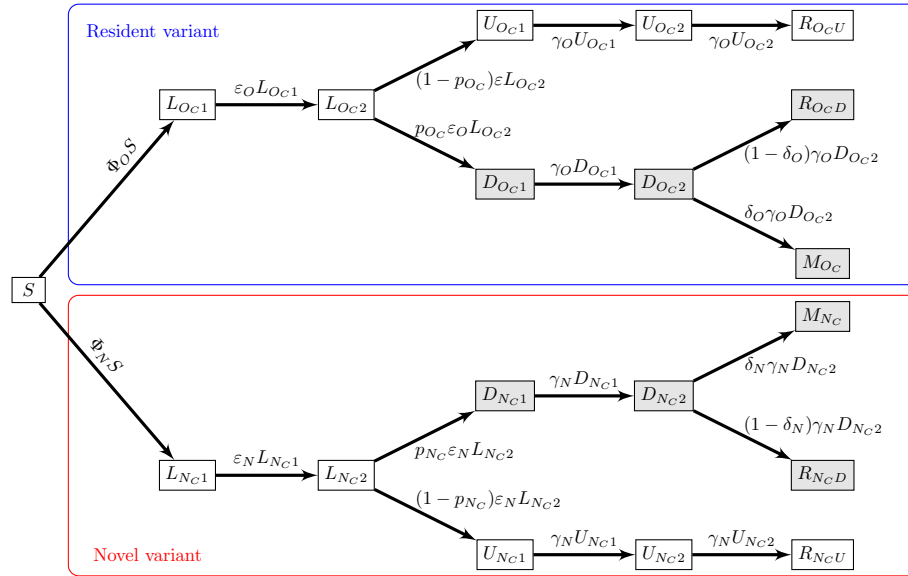 Resident variant
U_{O_C1}
γ_O U_{O_C1}
U_{O_C2}
γ_O U_{O_C2}
R_{O_CU}
(1 − p_{O_C})εL_{O_C2}
L_{O_C1}
ε_O L_{O_C1}
L_{O_C2}
R_{O_CD}
Φ_O S
p_{O_C}ε_O L_{O_C2}
(1 − δ_O)γ_O D_{O_C2}
D_{O_C1}
γ_O D_{O_C1}
D_{O_C2}
δ_Oγ_O D_{O_C2}
M_{O_C}
S
M_{N_C}
Φ_N S
δ_Nγ_N D_{N_C2}
D_{N_C1}
γ_N D_{N_C1}
D_{N_C2}
(1 − δ_N)γ_N D_{N_C2}
p_{N_C}ε_N L_{N_C2}
L_{N_C1}
ε_N L_{N_C1}
L_{N_C2}
R_{N_CD}
(1 − p_{N_C})ε_N L_{N_C2}
U_{N_C1}
γ_N U_{N_C1}
U_{N_C2}
γ_N U_{N_C2}
R_{N_CU}
Novel variant